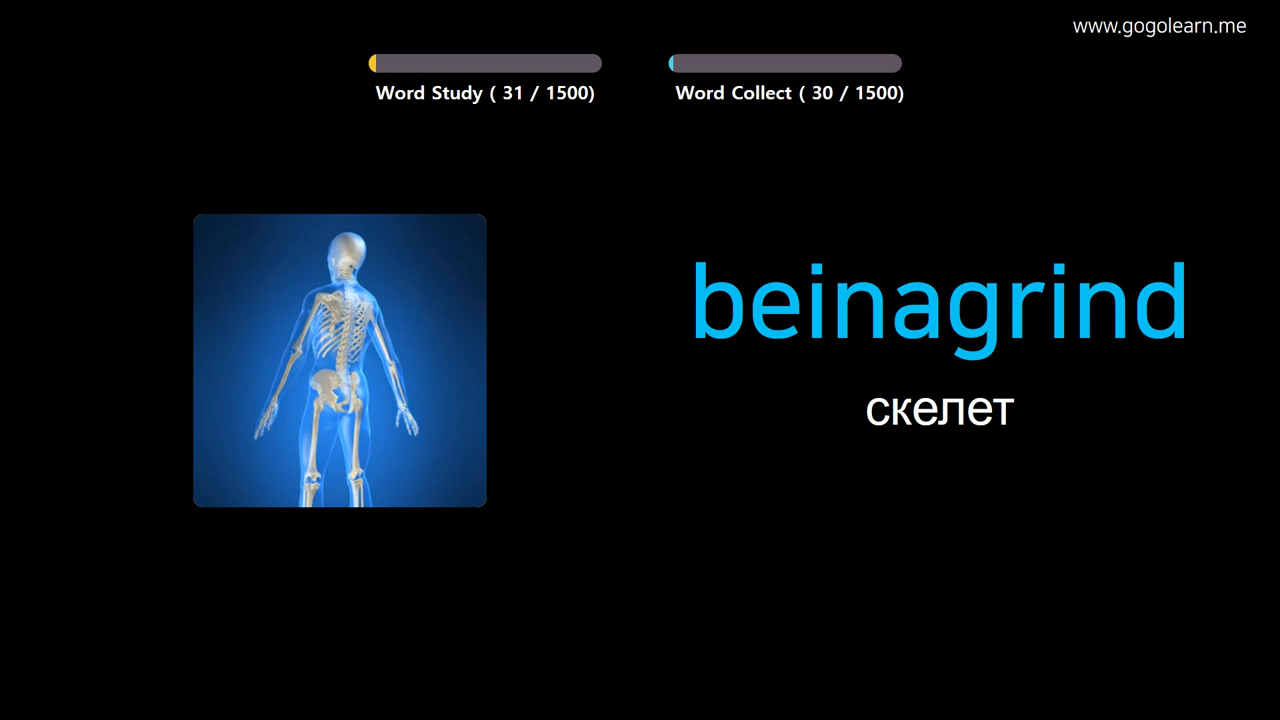 www.gogolearn.me
Word Study ( 31 / 1500)
Word Collect ( 30 / 1500)
beinagrind
скелет